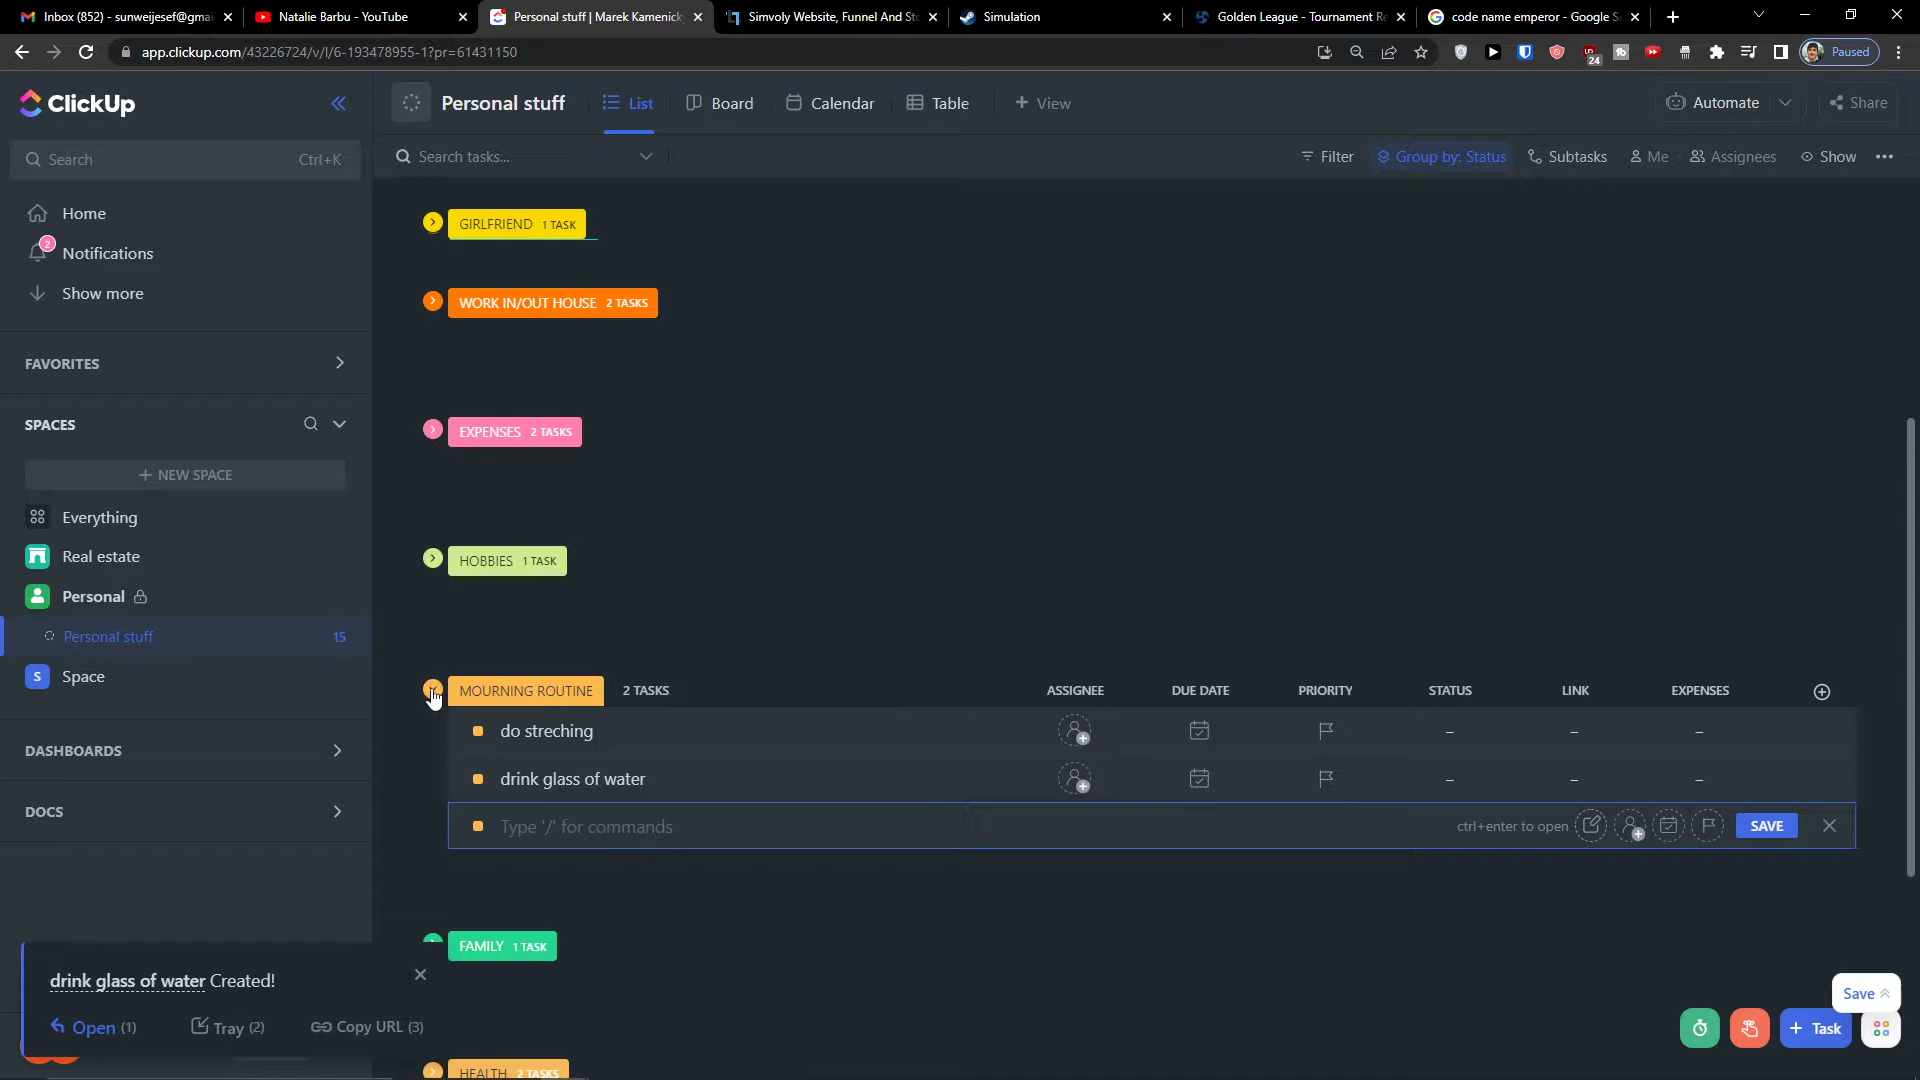 Inbox (852) - sunweijesef@gmai
Natalie Barbu - YouTube
Personal stuff | Marek Kamenick
Simvoly Website, Funnel And St
Simulation
Golden League - Tournament Re
code name emperor - Google S
app.clickup.com/43226724/v/l/6-193478955-1?pr=61431150
24
Paused
ClickUp
Personal stuff
List
Board
Calendar
Table
+ View
Automate
Share
Search
Ctrl+K
Search tasks...
Filter
Group by: Status
Subtasks
Me
Assignees
Show
Home
2
Notifications
Show more
FAVORITES
SPACES
+ NEW SPACE
Everything
Real estate
Personal
Personal stuff
15
S
Space
DASHBOARDS
DOCS
GIRLFRIEND 1 TASK
WORK IN/OUT HOUSE 2 TASKS
EXPENSES 2 TASKS
HOBBIES 1 TASK
MOURNING ROUTINE 2 TASKS
ASSIGNEE
DUE DATE
PRIORITY
STATUS
LINK
EXPENSES
do streching
– – –
drink glass of water
– – –
Type '/' for commands
ctrl+enter to open
SAVE
FAMILY 1 TASK
HEALTH 2 TASKS
drink glass of water Created!
Open (1)
Tray (2)
Copy URL (3)
Save
+ Task